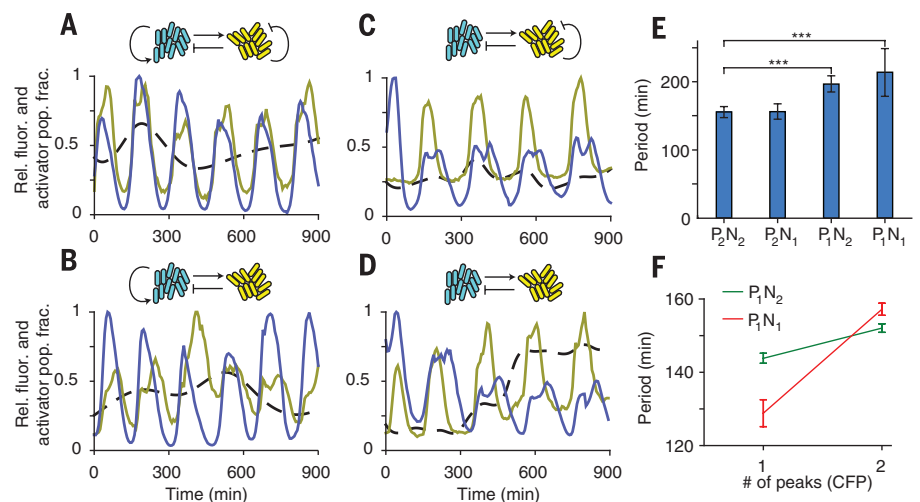 A
Rel. fluor. and
activator pop. frac.
1
0.5
0
0 300 600 900
B
Rel. fluor. and
activator pop. frac.
1
0.5
0
0 300 600 900
Time (min)
C
1
0.5
0
0 300 600 900
D
1
0.5
0
0 300 600 900
Time (min)
E
*** 
***
Period (min)
200
150
100
0
P2N2 P2N1 P1N2 P1N1
F
P1N2
P1N1
Period (min)
160
140
120
1 2
# of peaks (CFP)